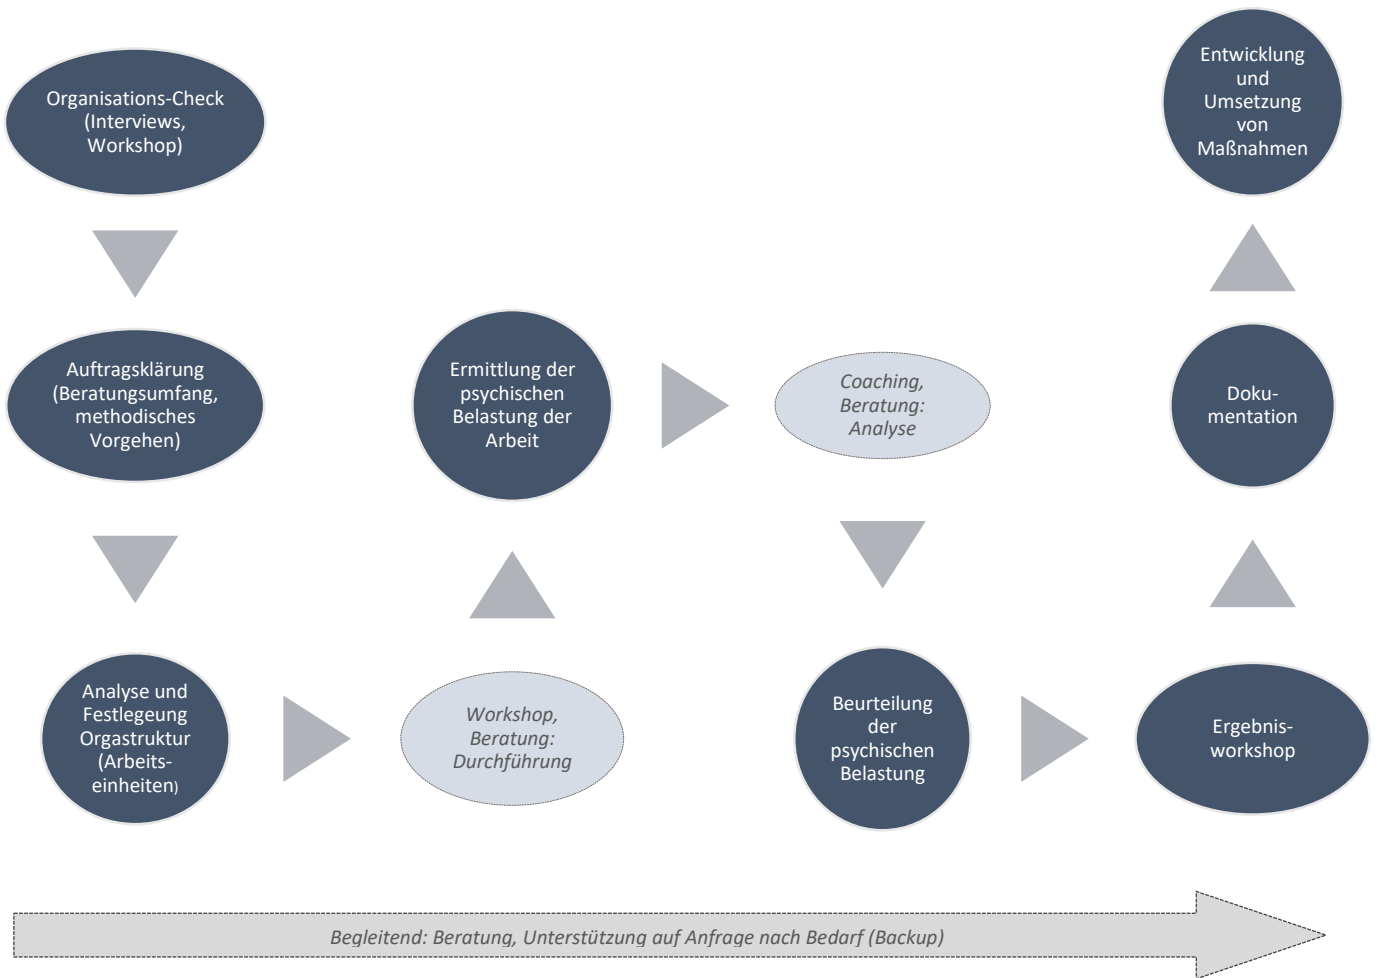 Organisations-Check
(Interviews,
Workshop)
Auftragsklärung
(Beratungsumfang,
methodisches
Vorgehen)
Analyse und
Festlegeung
Orgastruktur
(Arbeits-
einheiten)
Workshop,
Beratung:
Durchführung
Ermittlung der
psychischen
Belastung der
Arbeit
Coaching,
Beratung:
Analyse
Beurteilung
der
psychischen
Belastung
Ergebnis-
workshop
Doku-
mentation
Entwicklung
und
Umsetzung
von
Maßnahmen
Begleitend: Beratung, Unterstützung auf Anfrage nach Bedarf (Backup)